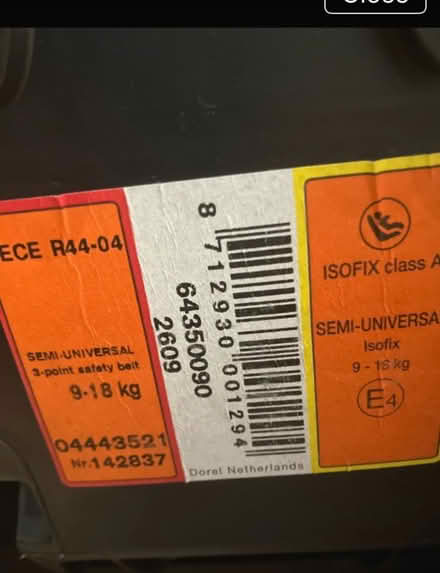 ECE R44-04
SEMI-UNIVERSAL
3-point safety belt
9-18 kg
04443521
Nr.142837
8 712930 001294
64350090
2609
Dorel Netherlands
ISOFIX class A
SEMI-UNIVERSA
Isofix
9 - 18 kg
E4